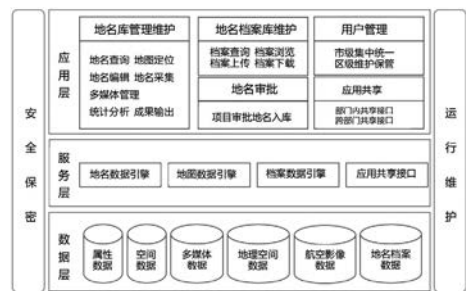 安全保密
应用层
地名库管理维护
地名查询 地图定位
地名编辑 地名采集
多媒体管理
统计分析 成果输出
地名档案库维护
档案查询 档案浏览
档案上传 档案下载
地名审批
项目审批地名入库
用户管理
市级集中统一
区级维护保管
应用共享
部门内共享接口
跨部门共享接口
服务层
地名数据引擎
地图数据引擎
档案数据引擎
应用共享接口
数据层
属性
数据
空间
数据
多媒体
数据
地理空间
数据
航空影像
数据
地名档案
数据
运行维护